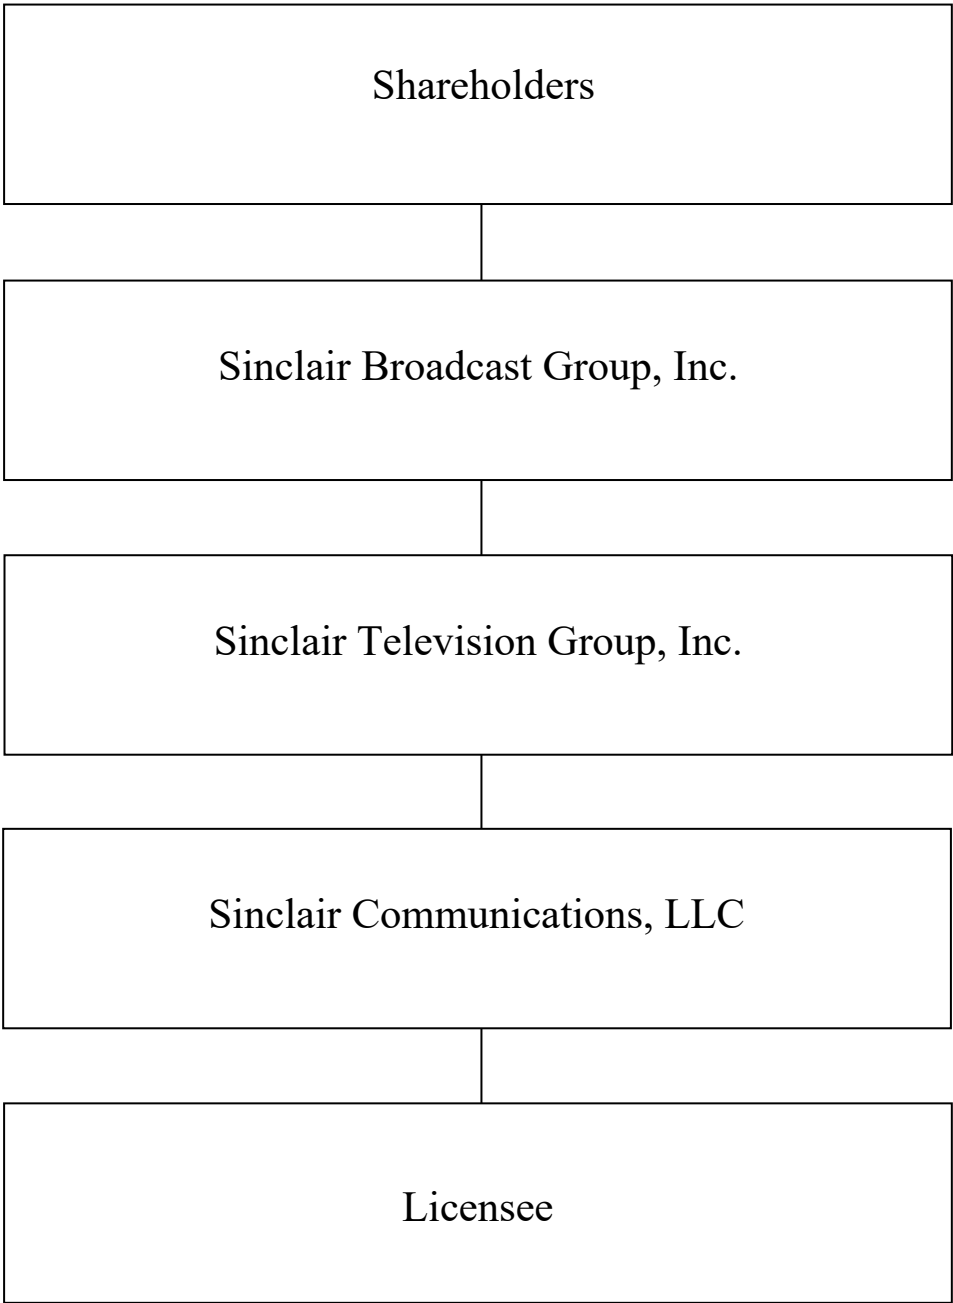 Shareholders
Sinclair Broadcast Group, Inc.
Sinclair Television Group, Inc.
Sinclair Communications, LLC
Licensee